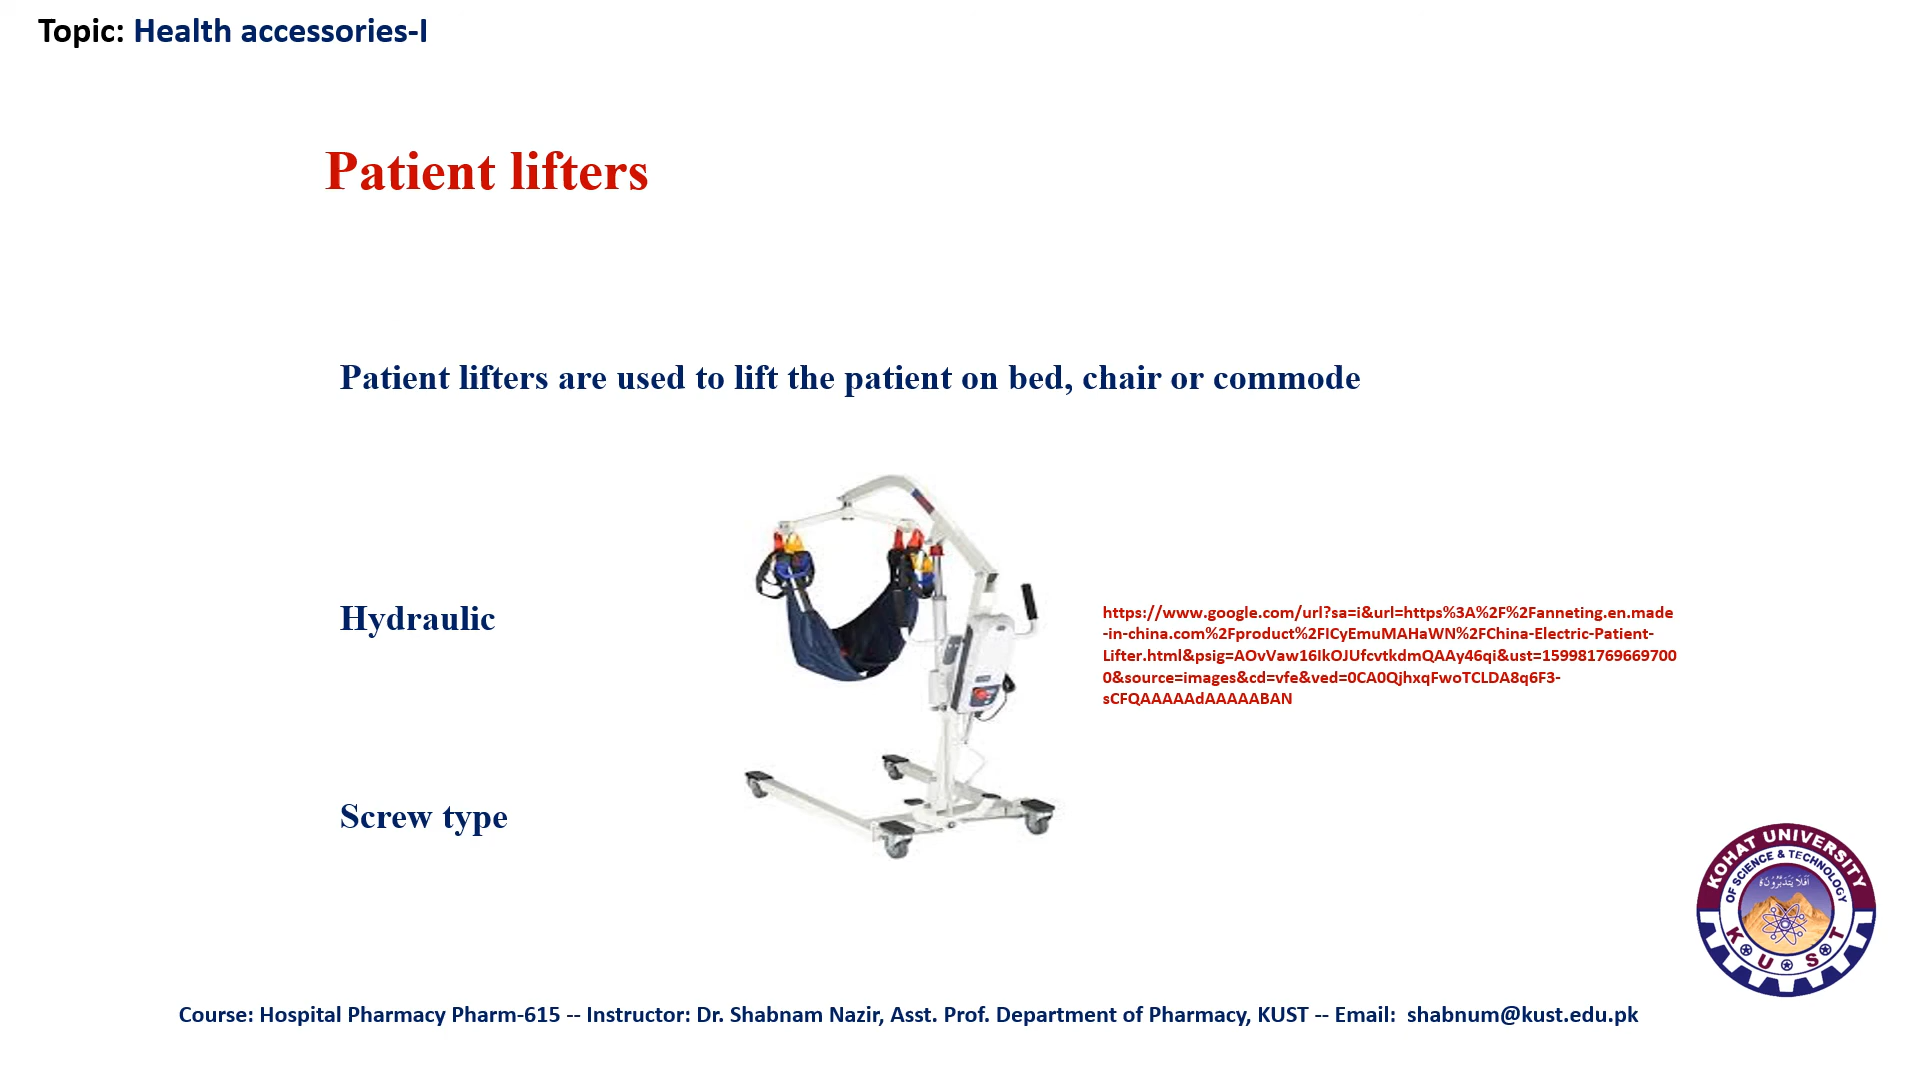 Topic: Health accessories-I
Patient lifters
Patient lifters are used to lift the patient on bed, chair or commode
Hydraulic
https://www.google.com/url?sa=i&url=https%3A%2F%2Fanneting.en.made
-in-china.com%2Fproduct%2FICyEmuMAHaWN%2FChina-Electric-Patient-
Lifter.html&psig=AOvVaw16IkOJUfcvtkdmQAAy46qi&ust=159981769669700
0&source=images&cd=vfe&ved=0CA0QjhxqFwoTCLDA8q6F3-
sCFQAAAAAdAAAAABAN
Screw type
KOHAT UNIVERSITY
OF SCIENCE & TECHNOLOGY
اَفَلَا يَتَدَبَّرُوْنَ
K U S T
Course: Hospital Pharmacy Pharm-615 -- Instructor: Dr. Shabnam Nazir, Asst. Prof. Department of Pharmacy, KUST -- Email: shabnum@kust.edu.pk